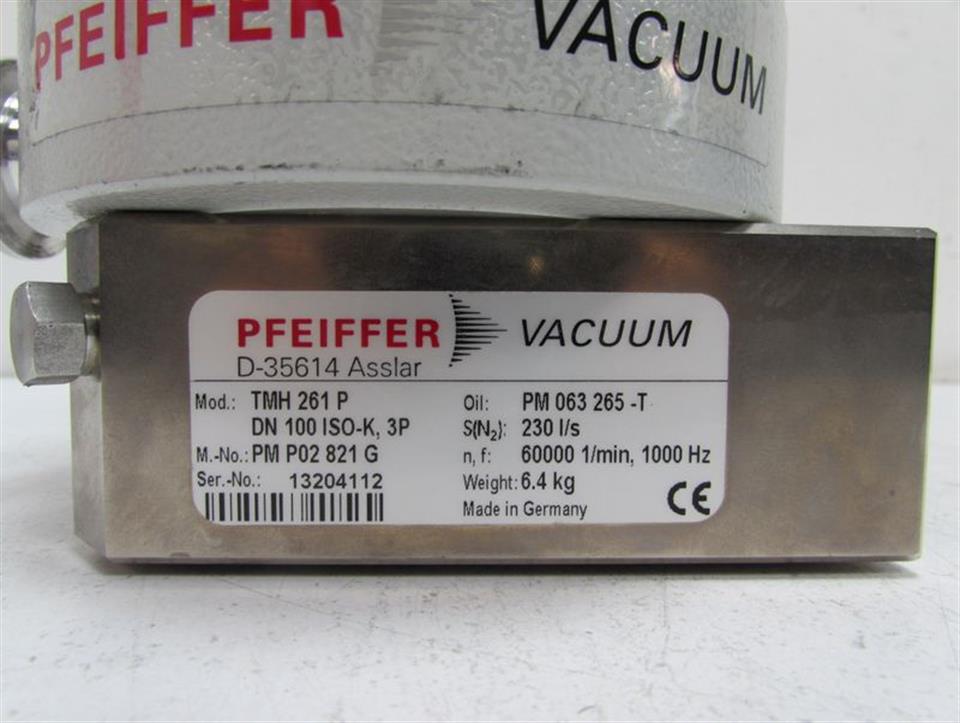 PFEIFFER VACUUM
PFEIFFER VACUUM
D-35614 Asslar
Mod.: TMH 261 P
DN 100 ISO-K, 3P
M.-No.: PM P02 821 G
Ser.-No.: 13204112
Oil: PM 063 265 -T
S(N₂): 230 l/s
n, f: 60000 1/min, 1000 Hz
Weight: 6.4 kg
Made in Germany
CE